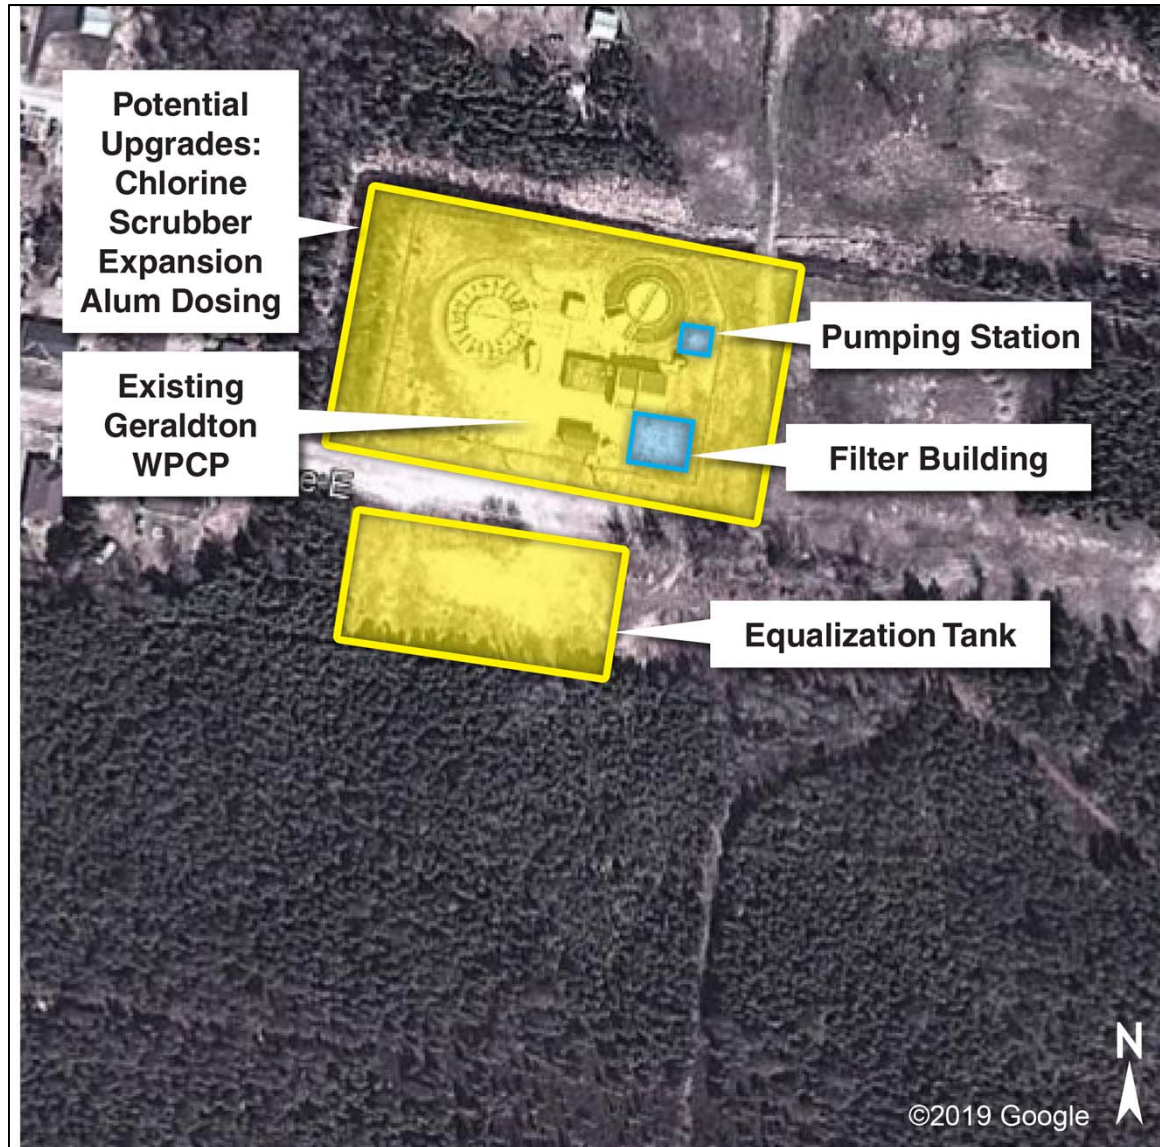 Potential
Upgrades:
Chlorine
Scrubber
Expansion
Alum Dosing
Pumping Station
Existing
Geraldton
WPCP
Filter Building
e E
Equalization Tank
N
©2019 Google